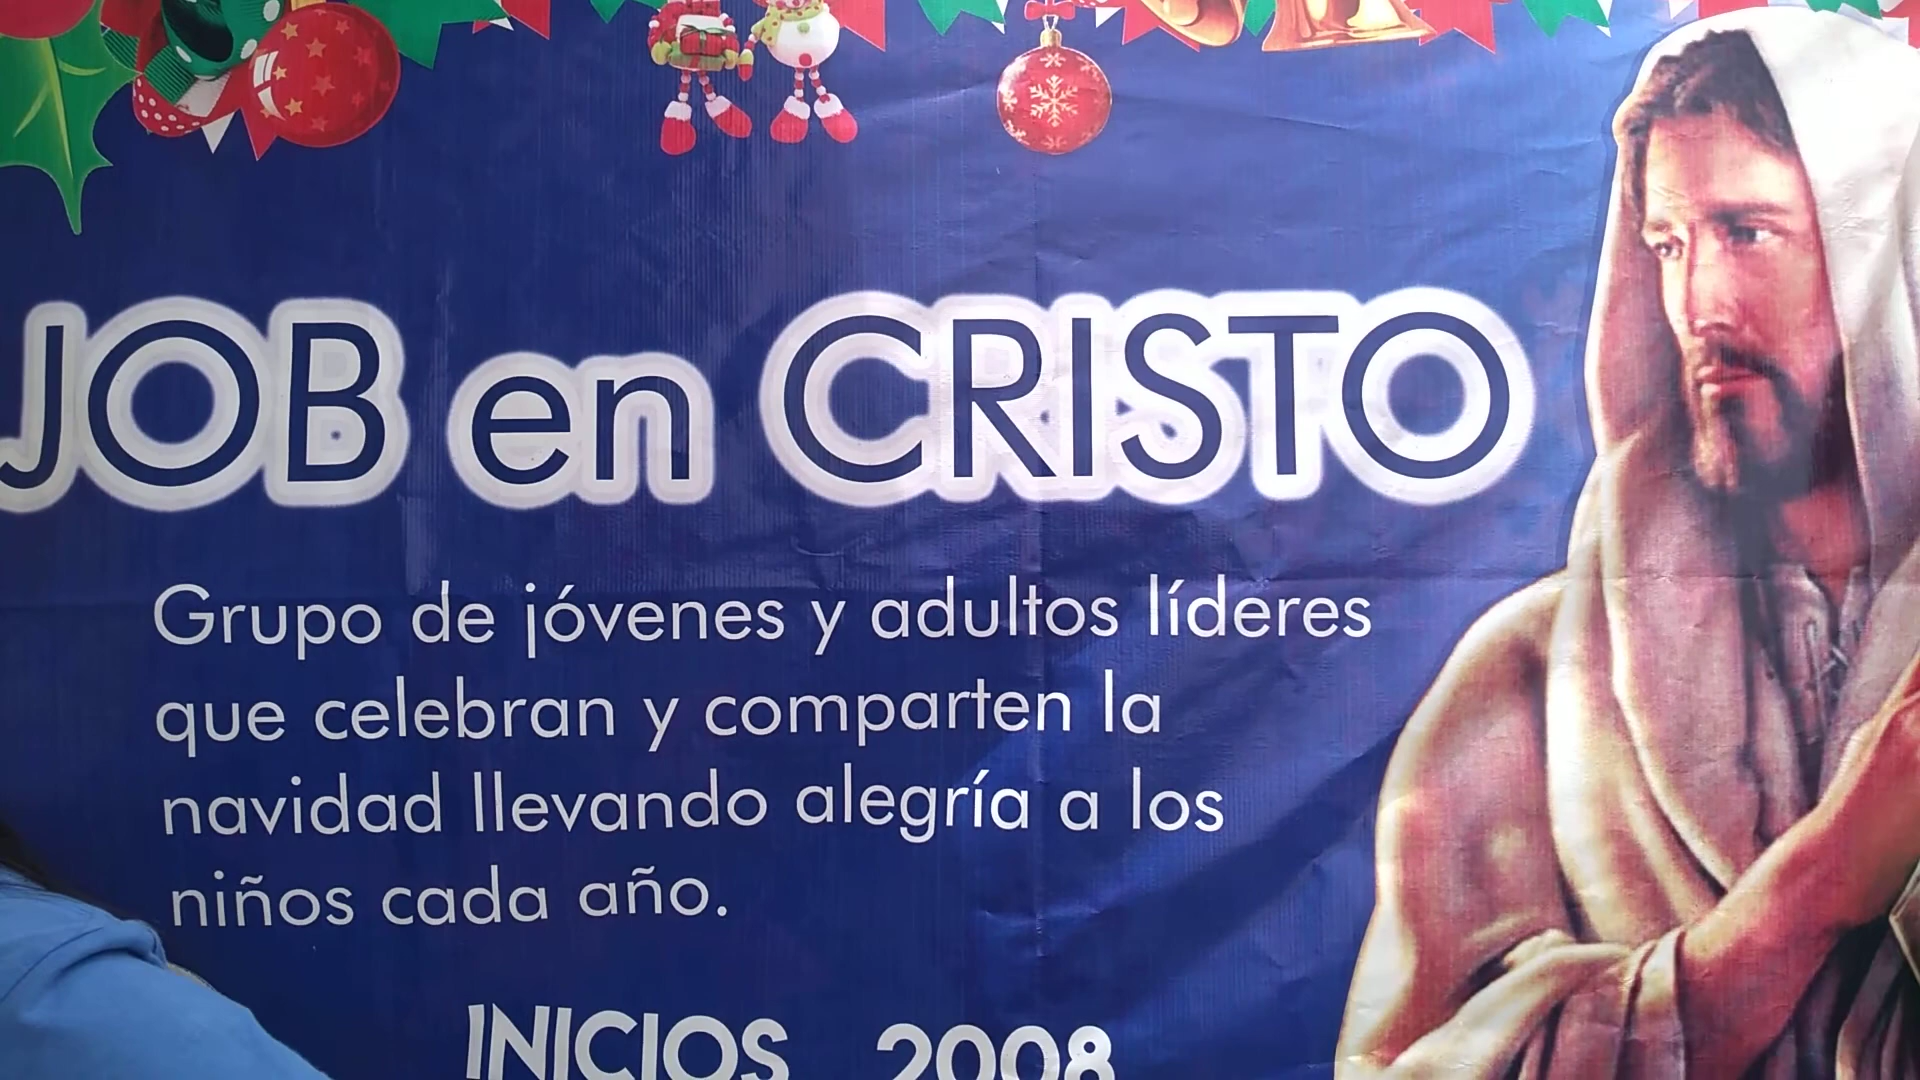 JOB en CRISTO
Grupo de jóvenes y adultos líderes
que celebran y comparten la
navidad llevando alegría a los
niños cada año.
INICIOS 2008